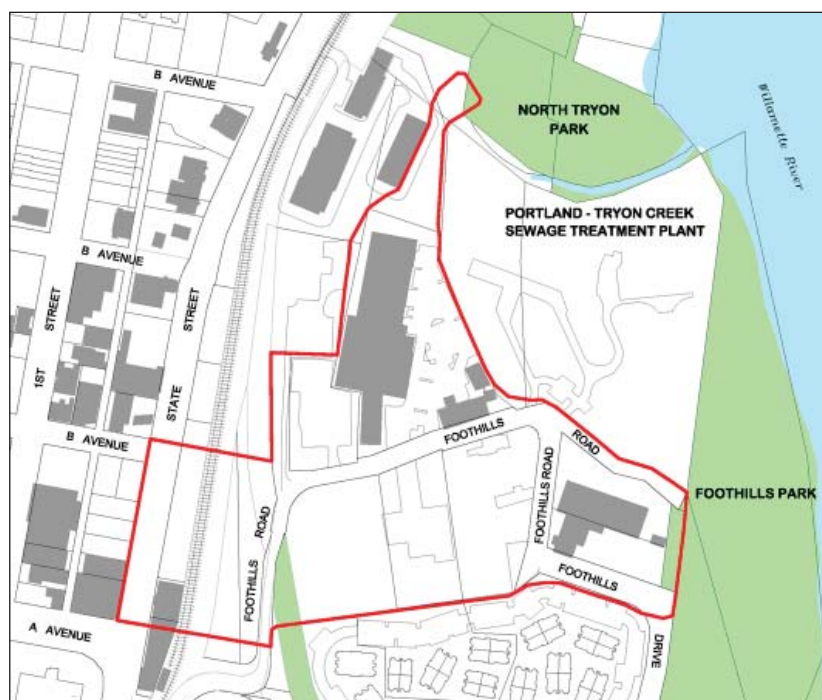 B AVENUE
NORTH TRYON
PARK
Willamette River
PORTLAND - TRYON CREEK
SEWAGE TREATMENT PLANT
B AVENUE
1ST STREET
STATE STREET
B AVENUE
FOOTHILLS ROAD
FOOTHILLS PARK
FOOTHILLS ROAD
FOOTHILLS ROAD
FOOTHILLS DRIVE
A AVENUE